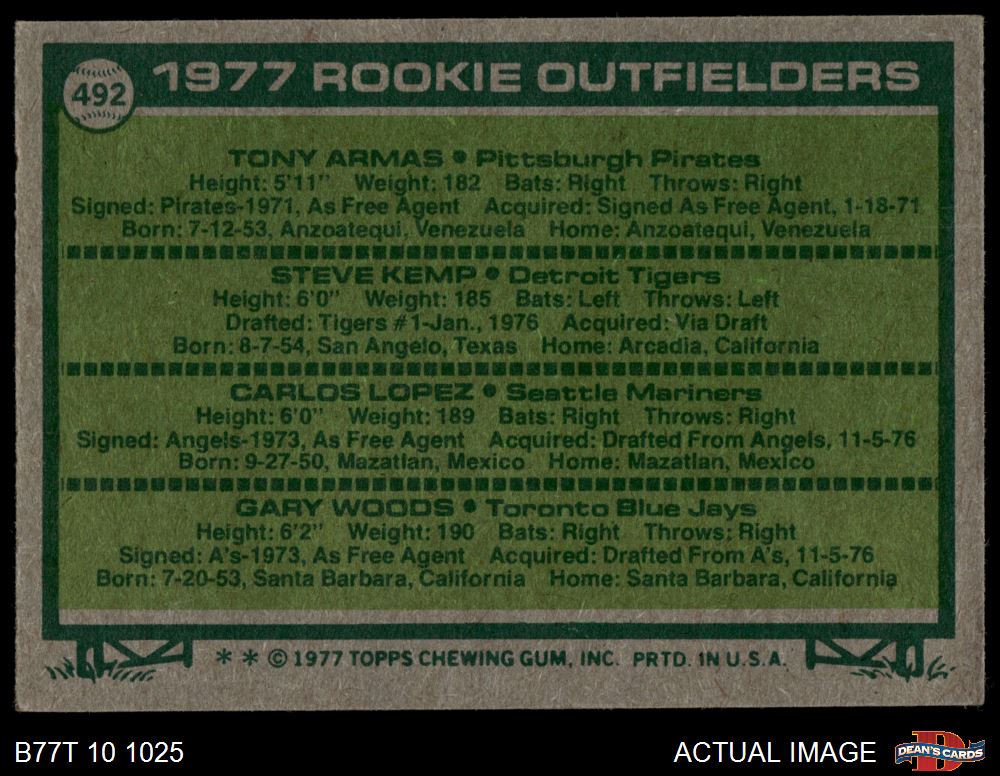 492
1977 ROOKIE OUTFIELDERS
TONY ARMAS • Pittsburgh Pirates
Height: 5'11" Weight: 182 Bats: Right Throws: Right
Signed: Pirates-1971, As Free Agent Acquired: Signed As Free Agent, 1-18-71
Born: 7-12-53, Anzoatequi, Venezuela Home: Anzoatequi, Venezuela
STEVE KEMP • Detroit Tigers
Height: 6'0" Weight: 185 Bats: Left Throws: Left
Drafted: Tigers #1-Jan., 1976 Acquired: Via Draft
Born: 8-7-54, San Angelo, Texas Home: Arcadia, California
CARLOS LOPEZ • Seattle Mariners
Height: 6'0" Weight: 189 Bats: Right Throws: Right
Signed: Angels-1973, As Free Agent Acquired: Drafted From Angels, 11-5-76
Born: 9-27-50, Mazatlan, Mexico Home: Mazatlan, Mexico
GARY WOODS • Toronto Blue Jays
Height: 6'2" Weight: 190 Bats: Right Throws: Right
Signed: A's-1973, As Free Agent Acquired: Drafted From A's, 11-5-76
Born: 7-20-53, Santa Barbara, California Home: Santa Barbara, California
* * © 1977 TOPPS CHEWING GUM, INC. PRTD. IN U.S.A.
B77T 10 1025
ACTUAL IMAGE
D
DEAN'S CARDS